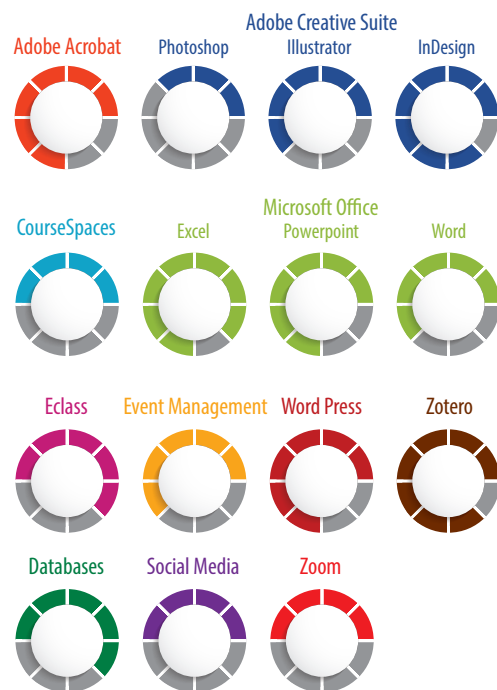 Adobe Creative Suite
Adobe Acrobat
Photoshop
Illustrator
InDesign
Microsoft Office
CourseSpaces
Excel
Powerpoint
Word
Eclass
Event Management
Word Press
Zotero
Databases
Social Media
Zoom